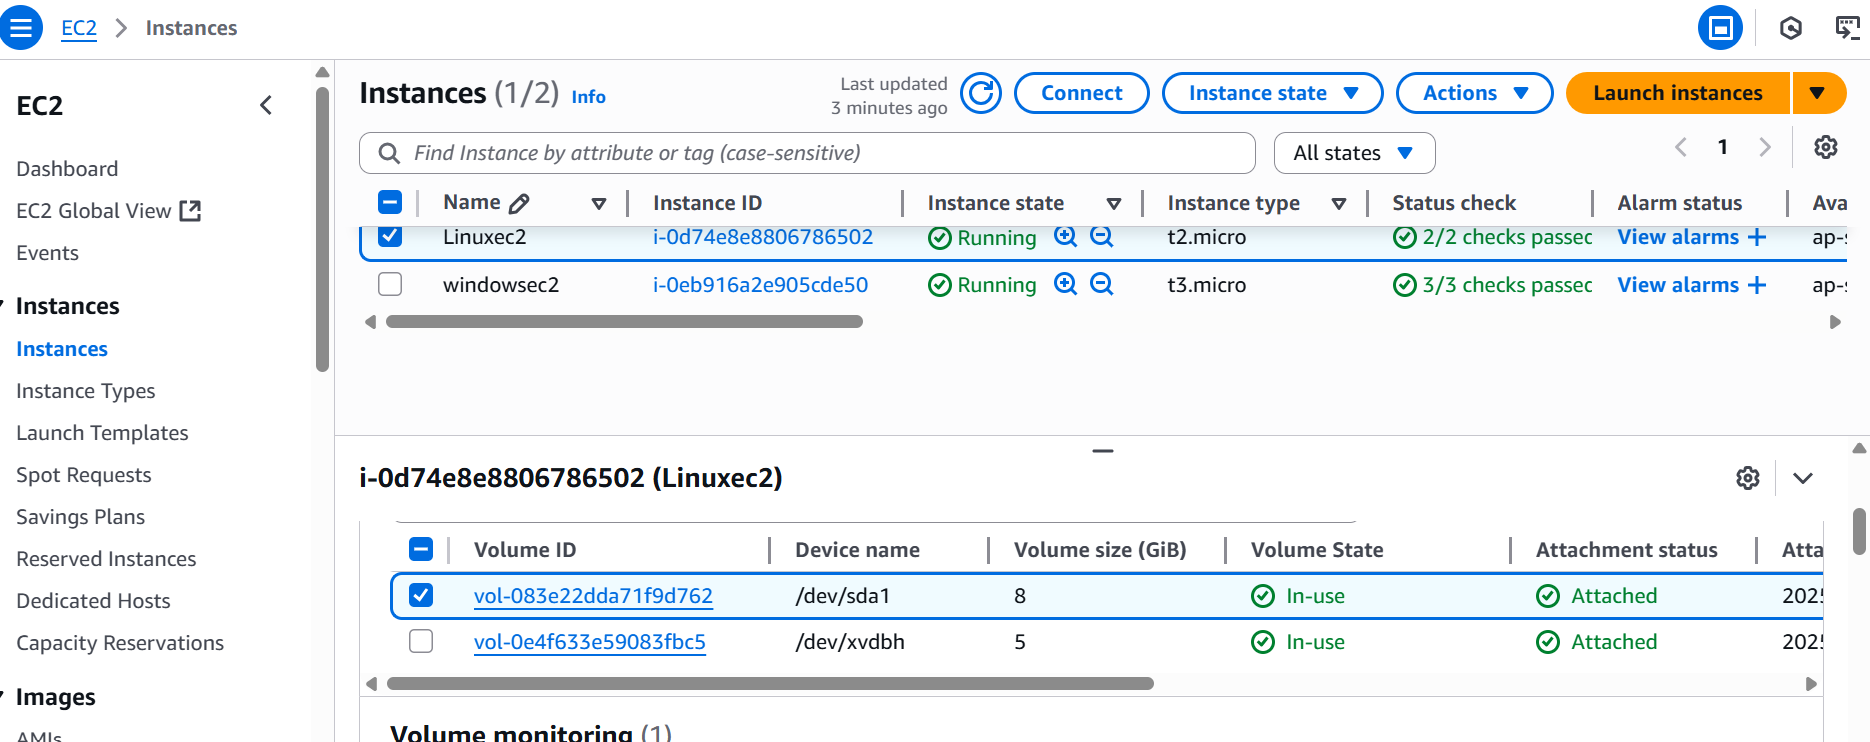 EC2 > Instances
EC2
Dashboard
EC2 Global View
Events
Instances
Instances
Instance Types
Launch Templates
Spot Requests
Savings Plans
Reserved Instances
Dedicated Hosts
Capacity Reservations
Images
AMIs
Instances (1/2) Info
Last updated
3 minutes ago
Connect
Instance state
Actions
Launch instances
Find Instance by attribute or tag (case-sensitive)
All states
1
Name Instance ID Instance state Instance type Status check Alarm status Ava
Linuxec2 i-0d74e8e8806786502 Running t2.micro 2/2 checks passec View alarms + ap-s
windowsec2 i-0eb916a2e905cde50 Running t3.micro 3/3 checks passec View alarms + ap-s
i-0d74e8e8806786502 (Linuxec2)
Volume ID Device name Volume size (GiB) Volume State Attachment status Atta
vol-083e22dda71f9d762 /dev/sda1 8 In-use Attached 2025
vol-0e4f633e59083fbc5 /dev/xvdbh 5 In-use Attached 2025
Volume monitoring (1)